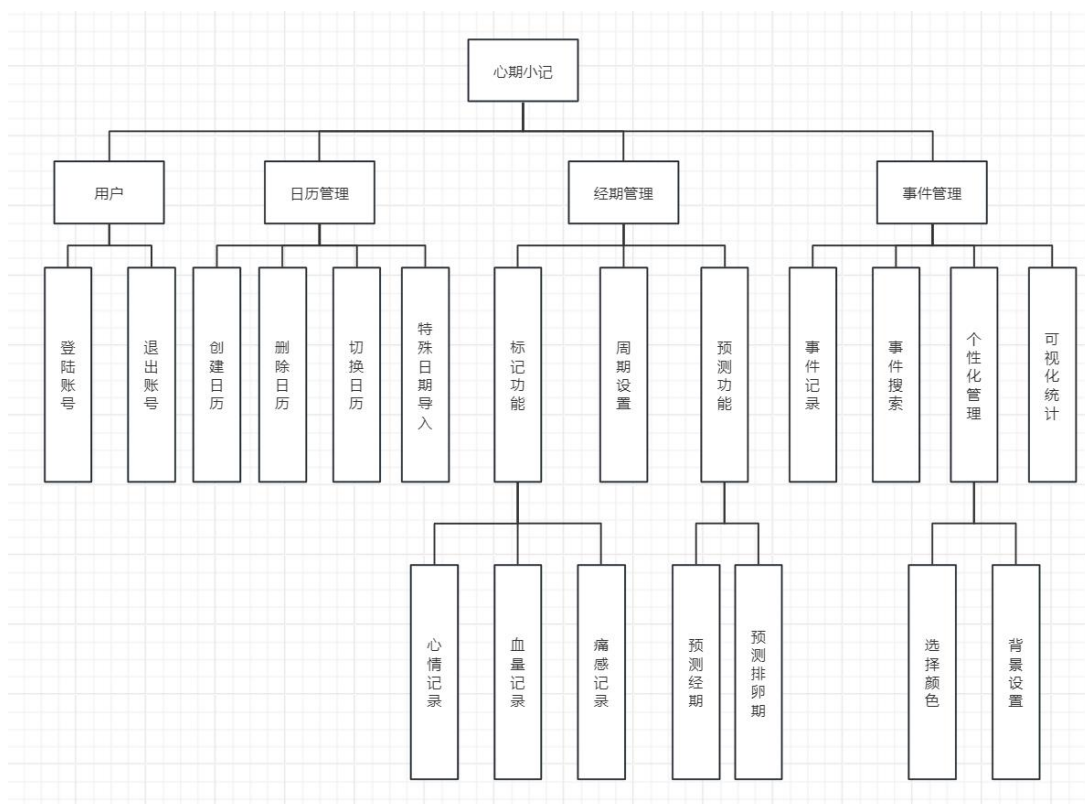 心期小记
用户
日历管理
经期管理
事件管理
登陆账号
退出账号
创建日历
删除日历
切换日历
特殊日期导入
标记功能
周期设置
预测功能
事件记录
事件搜索
个性化管理
可视化统计
心情记录
血量记录
痛感记录
预测经期
预测排卵期
选择颜色
背景设置